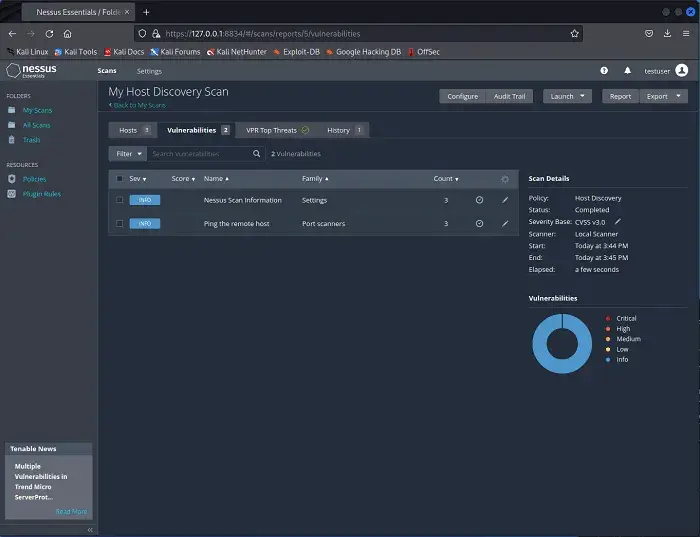 Nessus Essentials / Folde ×
https://127.0.0.1:8834/#/scans/reports/5/vulnerabilities
Kali Linux Kali Tools Kali Docs Kali Forums Kali NetHunter Exploit-DB Google Hacking DB OffSec
nessus Essentials Scans Settings testuser
FOLDERS
My Scans
All Scans
Trash
RESOURCES
Policies
Plugin Rules
Tenable News
Multiple
Vulnerabilities in
Trend Micro
ServerProt...
Read More
My Host Discovery Scan
Back to My Scans
Configure Audit Trail Launch Report Export
Hosts 3 Vulnerabilities 2 VPR Top Threats History 1
Filter Search Vulnerabilities 2 Vulnerabilities
Sev Score Name Family Count
INFO Nessus Scan Information Settings 3
INFO Ping the remote host Port scanners 3
Scan Details
Policy: Host Discovery
Status: Completed
Severity Base: CVSS v3.0
Scanner: Local Scanner
Start: Today at 3:44 PM
End: Today at 3:45 PM
Elapsed: a few seconds
Vulnerabilities
Critical
High
Medium
Low
Info